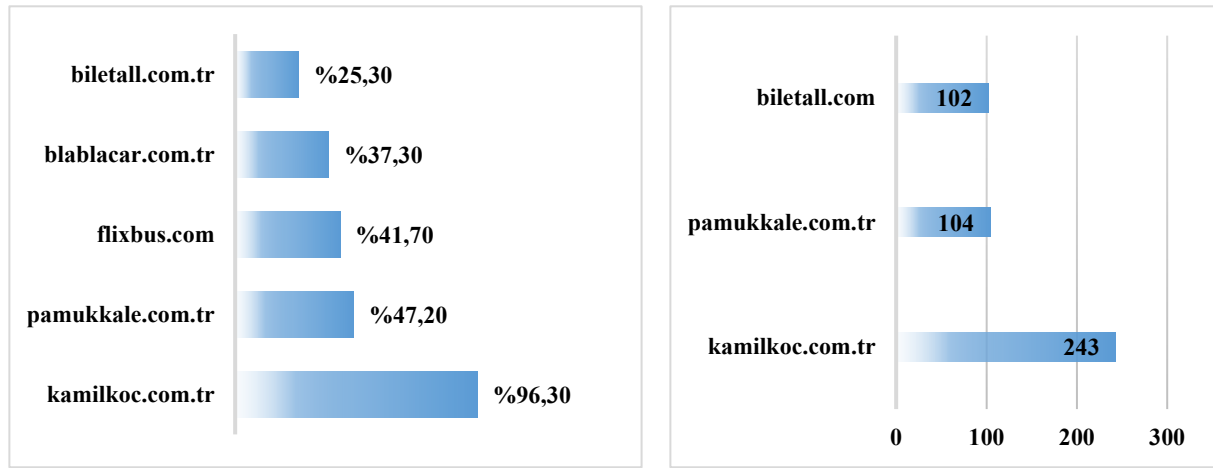 biletall.com.tr %25,30
blablacar.com.tr %37,30
flixbus.com %41,70
pamukkale.com.tr %47,20
kamilkoc.com.tr %96,30
biletall.com 102
pamukkale.com.tr 104
kamilkoc.com.tr 243
0 100 200 300